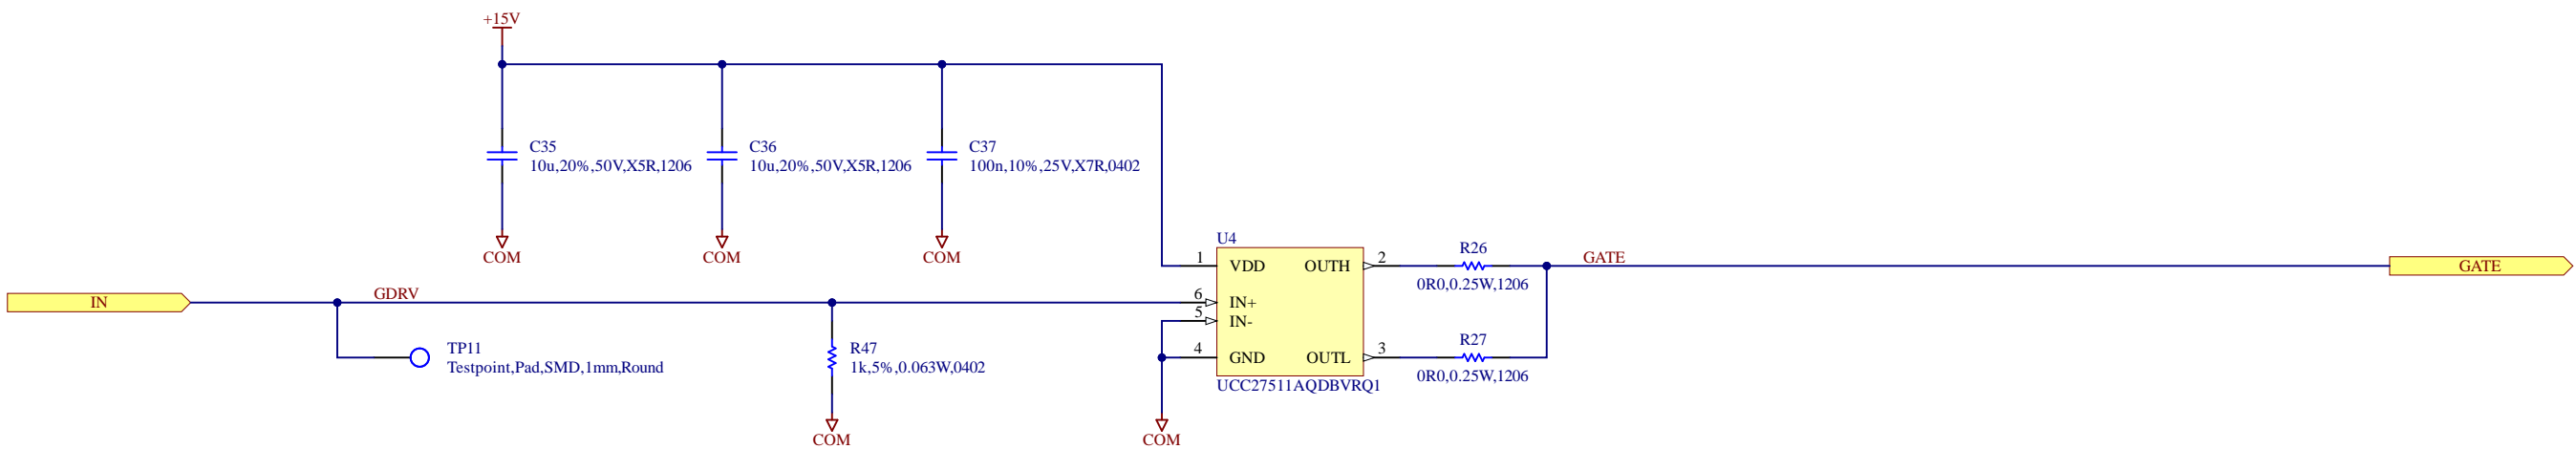 +15V
C35
10u,20%,50V,X5R,1206
C36
10u,20%,50V,X5R,1206
C37
100n,10%,25V,X7R,0402
COM
COM
COM
U4
1
VDD
OUTH
2
R26
0R0,0.25W,1206
GATE
GATE
IN
GDRV
6
IN+
5
IN-
TP11
Testpoint,Pad,SMD,1mm,Round
R47
1k,5%,0.063W,0402
4
GND
OUTL
3
R27
0R0,0.25W,1206
UCC27511AQDBVRQ1
COM
COM